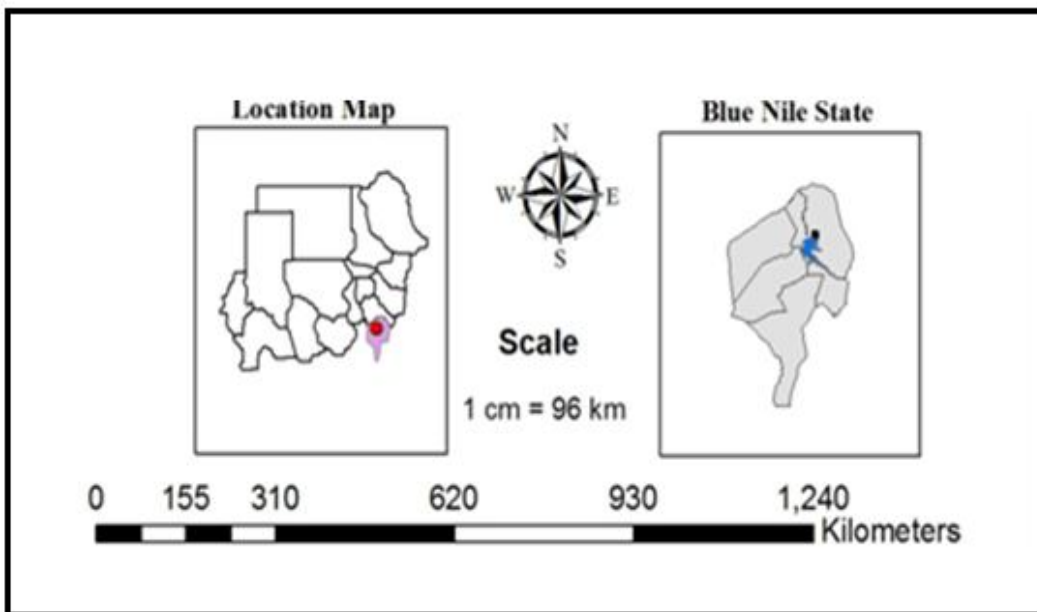 Location Map
Blue Nile State
N
W E
S
Scale
1 cm = 96 km
0 155 310 620 930 1,240
Kilometers